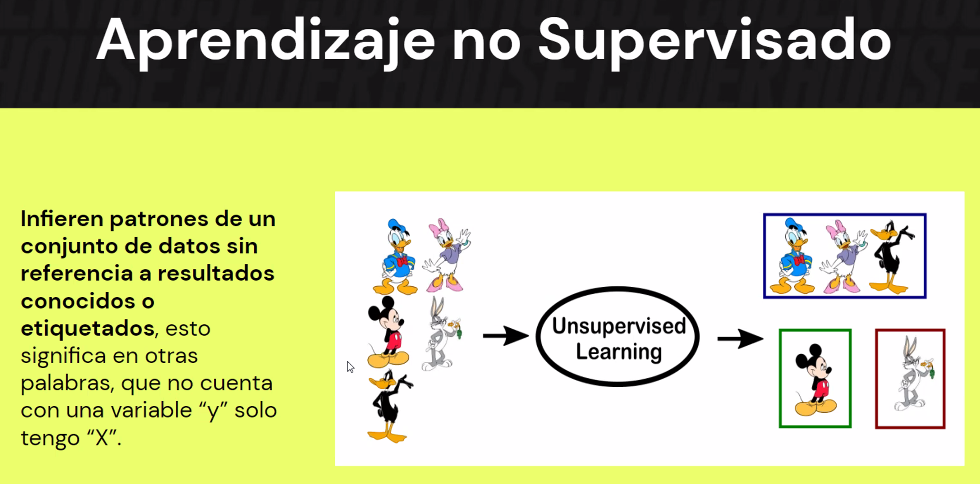 Aprendizaje no Supervisado
Infieren patrones de un
conjunto de datos sin
referencia a resultados
conocidos o
etiquetados, esto
significa en otras
palabras, que no cuenta
con una variable “y” solo
tengo “X”.
Unsupervised
Learning